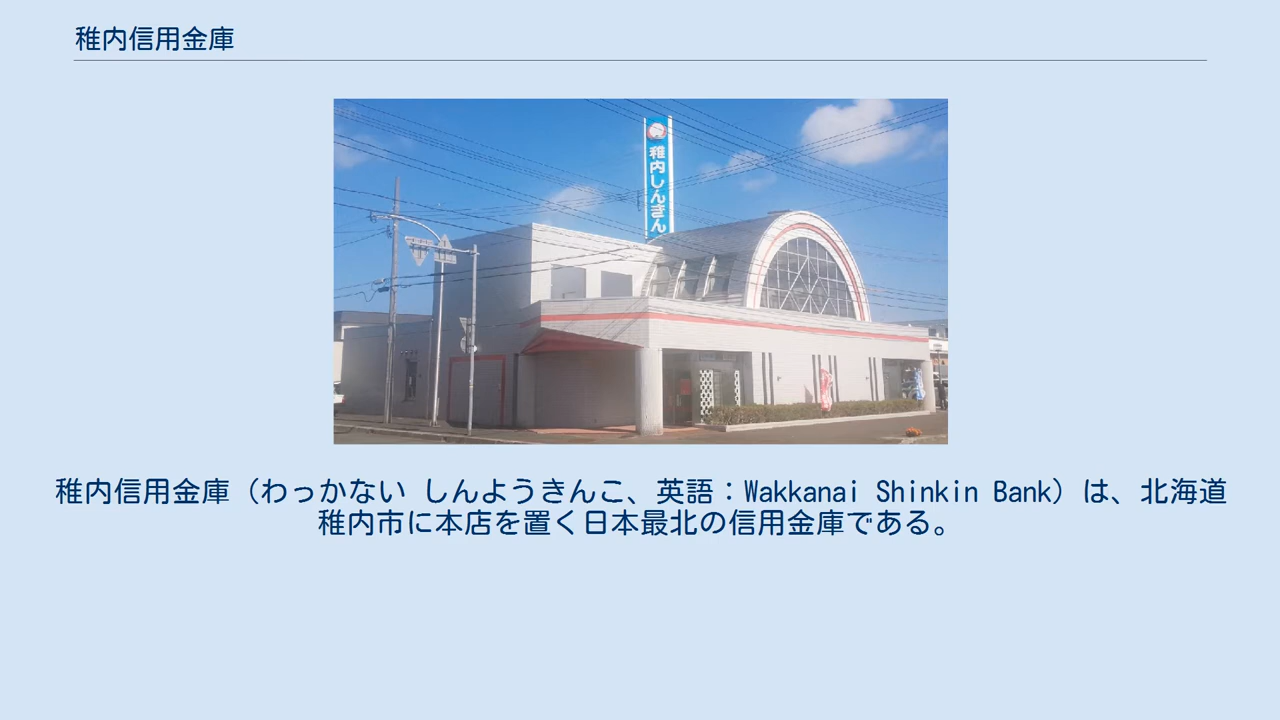 稚内信用金庫
稚内しんきん
稚内信用金庫（わっかない しんようきんこ、英語：Wakkanai Shinkin Bank）は、北海道
稚内市に本店を置く日本最北の信用金庫である。